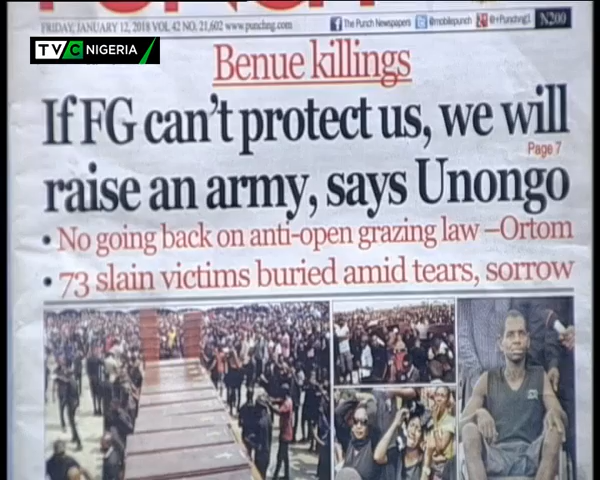 PUNCH
FRIDAY, JANUARY 12, 2018 VOL 42 NO. 21,602 www.punchng.com
The Punch Newspapers @mobilepunch +Punchng1 N200
TVC NIGERIA
Benue killings
If FG can't protect us, we will
Page 7
raise an army, says Unongo
• No going back on anti-open grazing law –Ortom
• 73 slain victims buried amid tears, sorrow